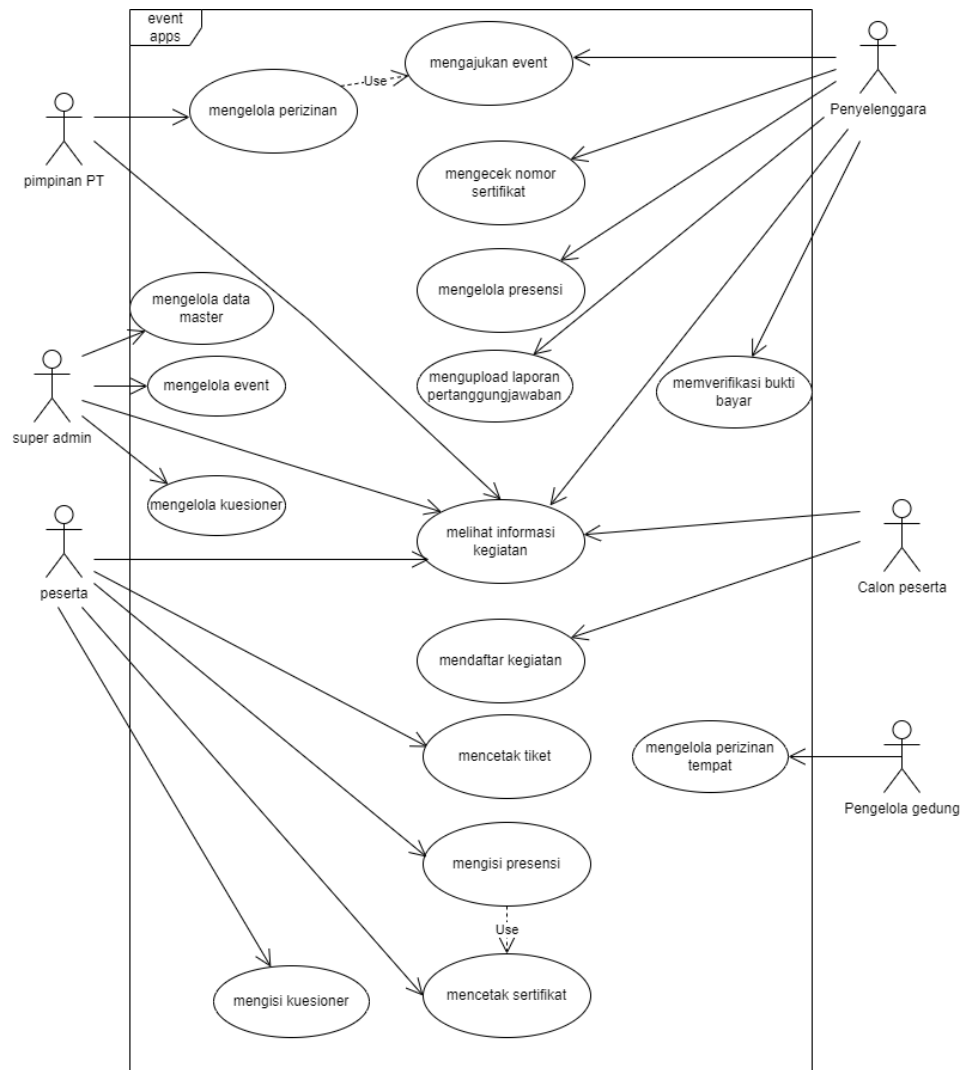 event
apps
mengajukan event
Use
mengelola perizinan
Penyelenggara
pimpinan PT
mengecek nomor
sertifikat
mengelola presensi
mengelola data
master
mengupload laporan
pertanggungjawaban
memverifikasi bukti
bayar
mengelola event
super admin
mengelola kuesioner
melihat informasi
kegiatan
peserta
Calon peserta
mendaftar kegiatan
mencetak tiket
mengelola perizinan
tempat
Pengelola gedung
mengisi presensi
Use
mengisi kuesioner
mencetak sertifikat